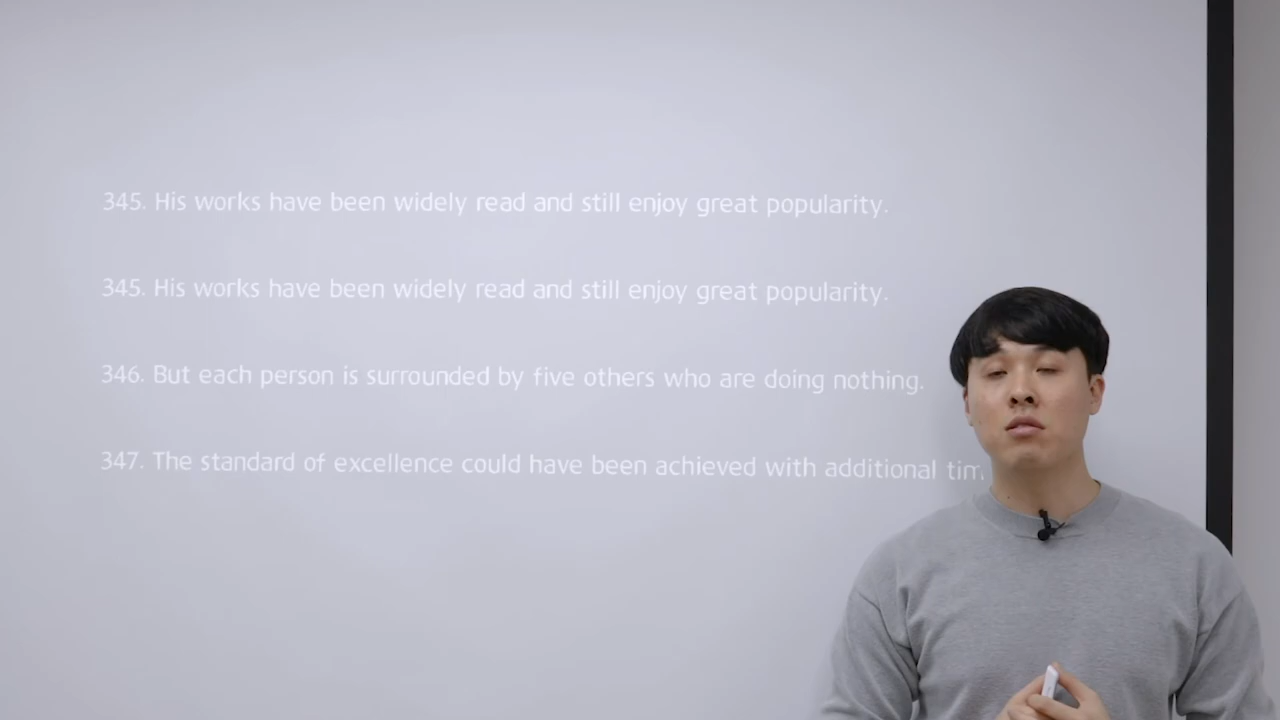 345. His works have been widely read and still enjoy great popularity.
345. His works have been widely read and still enjoy great popularity.
346. But each person is surrounded by five others who are doing nothing.
347. The standard of excellence could have been achieved with additional